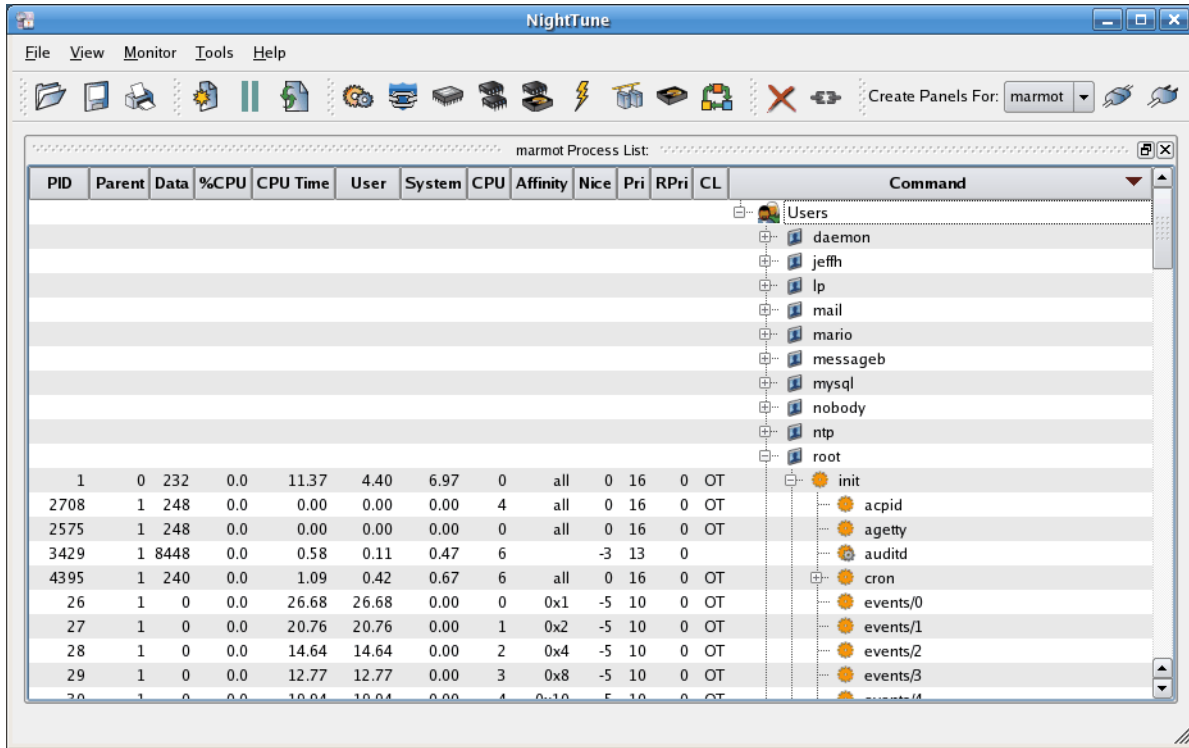 NightTune
File View Monitor Tools Help
Create Panels For: marmot
marmot Process List:
PID Parent Data %CPU CPU Time User System CPU Affinity Nice Pri RPri CL Command
Users
daemon
jeffh
lp
mail
mario
messageb
mysql
nobody
ntp
root
1 0 232 0.0 11.37 4.40 6.97 0 all 0 16 0 OT init
2708 1 248 0.0 0.00 0.00 0.00 4 all 0 16 0 OT acpid
2575 1 248 0.0 0.00 0.00 0.00 0 all 0 16 0 OT agetty
3429 1 8448 0.0 0.58 0.11 0.47 6 -3 13 0 auditd
4395 1 240 0.0 1.09 0.42 0.67 6 all 0 16 0 OT cron
26 1 0 0.0 26.68 26.68 0.00 0 0x1 -5 10 0 OT events/0
27 1 0 0.0 20.76 20.76 0.00 1 0x2 -5 10 0 OT events/1
28 1 0 0.0 14.64 14.64 0.00 2 0x4 -5 10 0 OT events/2
29 1 0 0.0 12.77 12.77 0.00 3 0x8 -5 10 0 OT events/3